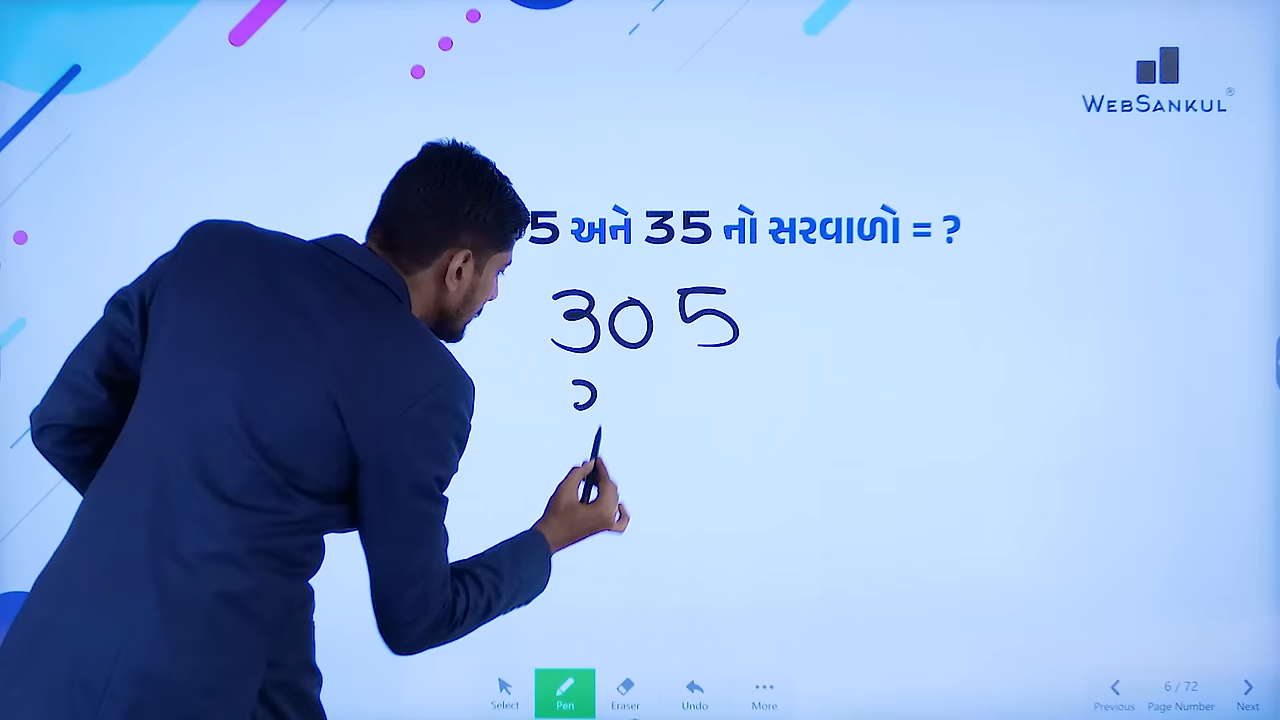 WEBSANKUL®
5 અને 35 નો સરવાળો = ?
305
Select Pen Eraser Undo More
6 / 72
Previous Page Number Next